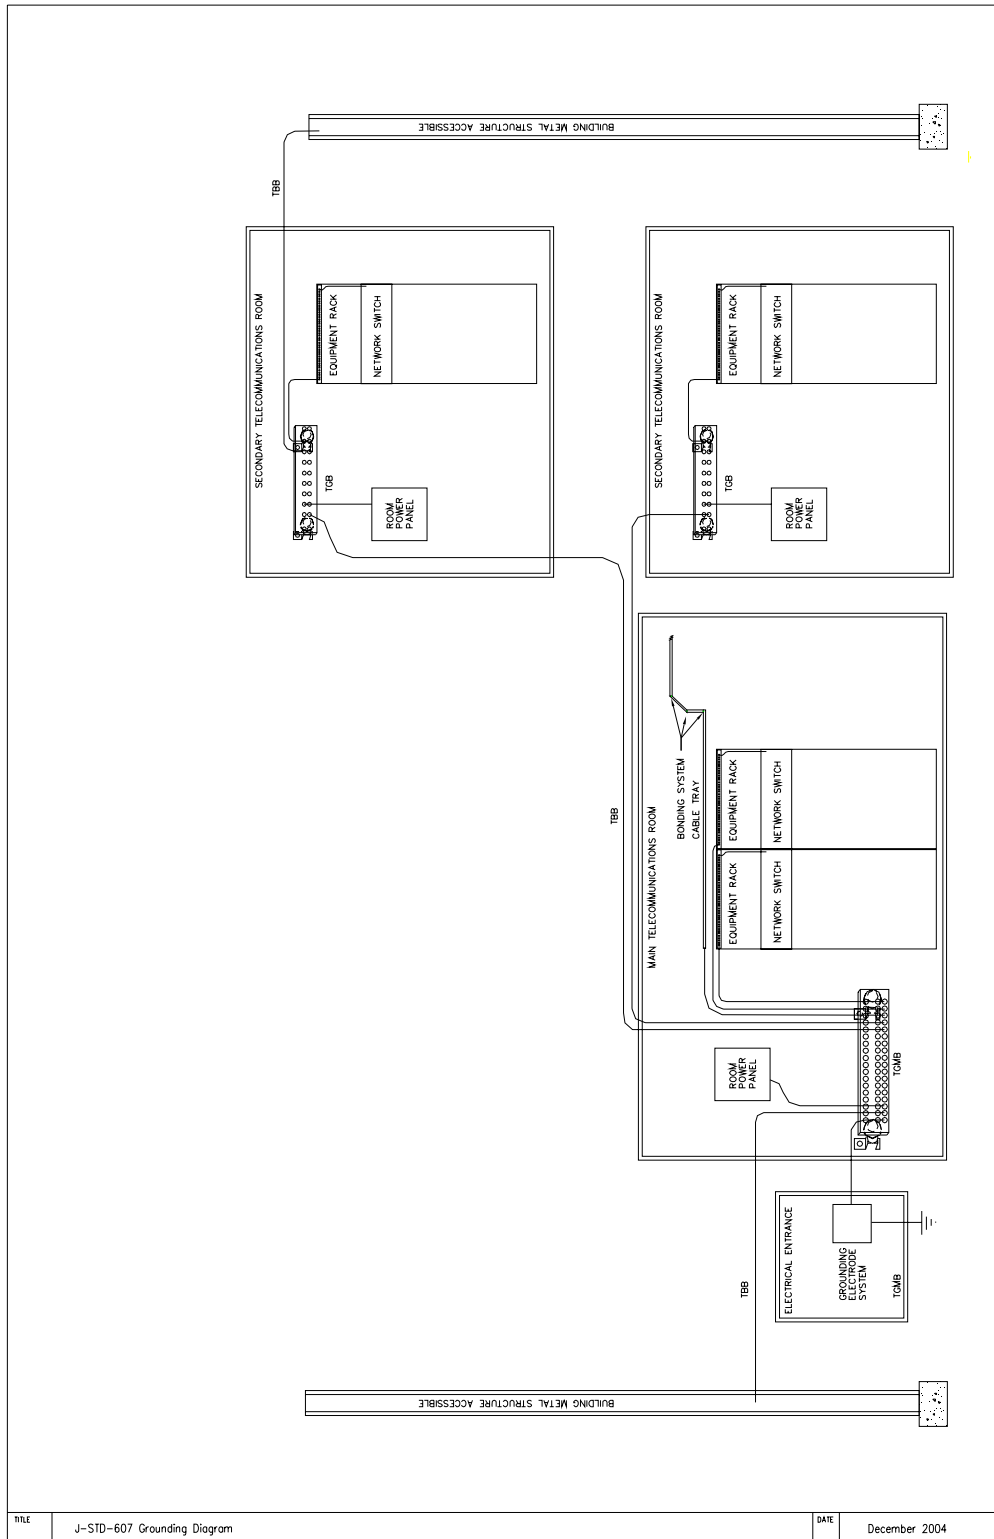 BUILDING METAL STRUCTURE ACCESSIBLE
TBB
SECONDARY TELECOMMUNICATIONS ROOM
EQUIPMENT RACK
NETWORK SWITCH
TGB
ROOM
POWER
PANEL
SECONDARY TELECOMMUNICATIONS ROOM
EQUIPMENT RACK
NETWORK SWITCH
TGB
ROOM
POWER
PANEL
TBB
MAIN TELECOMMUNICATIONS ROOM
BONDING SYSTEM
CABLE TRAY
EQUIPMENT RACK
NETWORK SWITCH
EQUIPMENT RACK
NETWORK SWITCH
ROOM
POWER
PANEL
TGMB
TBB
ELECTRICAL ENTRANCE
GROUNDING
ELECTRODE
SYSTEM
TGMB
BUILDING METAL STRUCTURE ACCESSIBLE
TITLE
J-STD-607 Grounding Diagram
DATE
December 2004